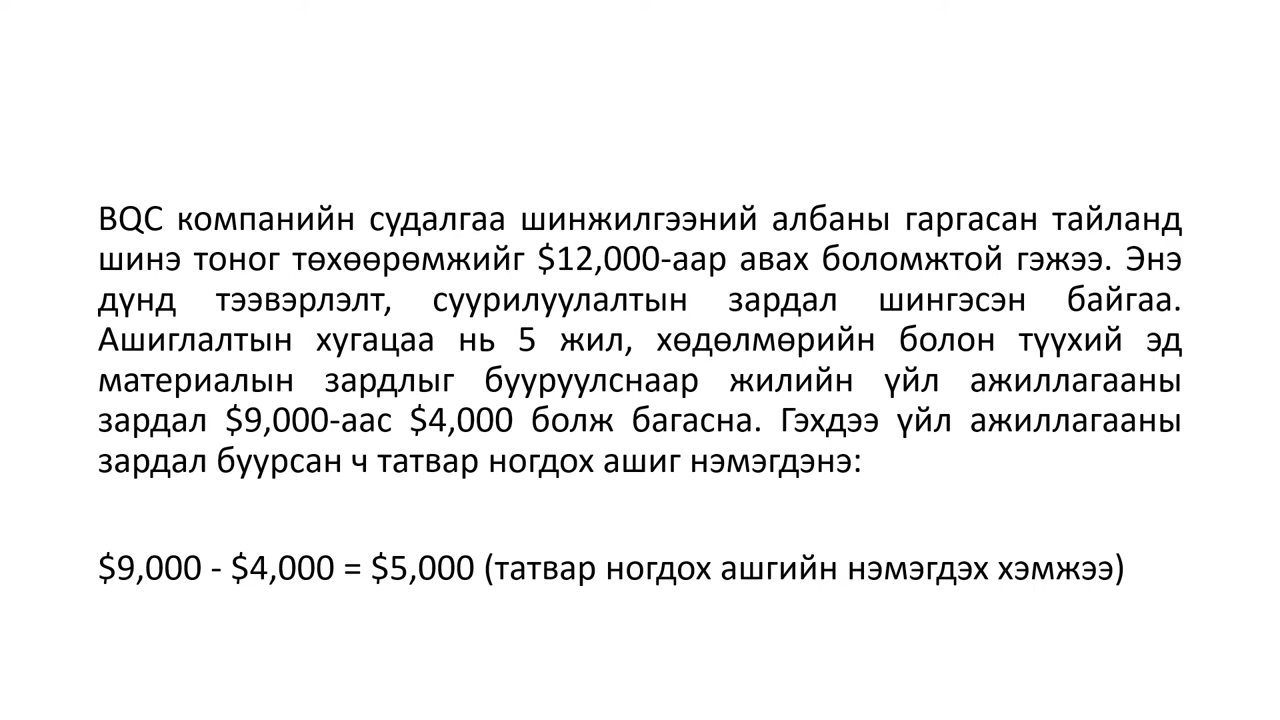 BQC компанийн судалгаа шинжилгээний албаны гаргасан тайланд
шинэ тоног төхөөрөмжийг $12,000-аар авах боломжтой гэжээ. Энэ
дүнд тээвэрлэлт, суурилуулалтын зардал шингэсэн байгаа.
Ашиглалтын хугацаа нь 5 жил, хөдөлмөрийн болон түүхий эд
материалын зардлыг бууруулснаар жилийн үйл ажиллагааны
зардал $9,000-аас $4,000 болж багасна. Гэхдээ үйл ажиллагааны
зардал буурсан ч татвар ногдох ашиг нэмэгдэнэ:
$9,000 - $4,000 = $5,000 (татвар ногдох ашгийн нэмэгдэх хэмжээ)